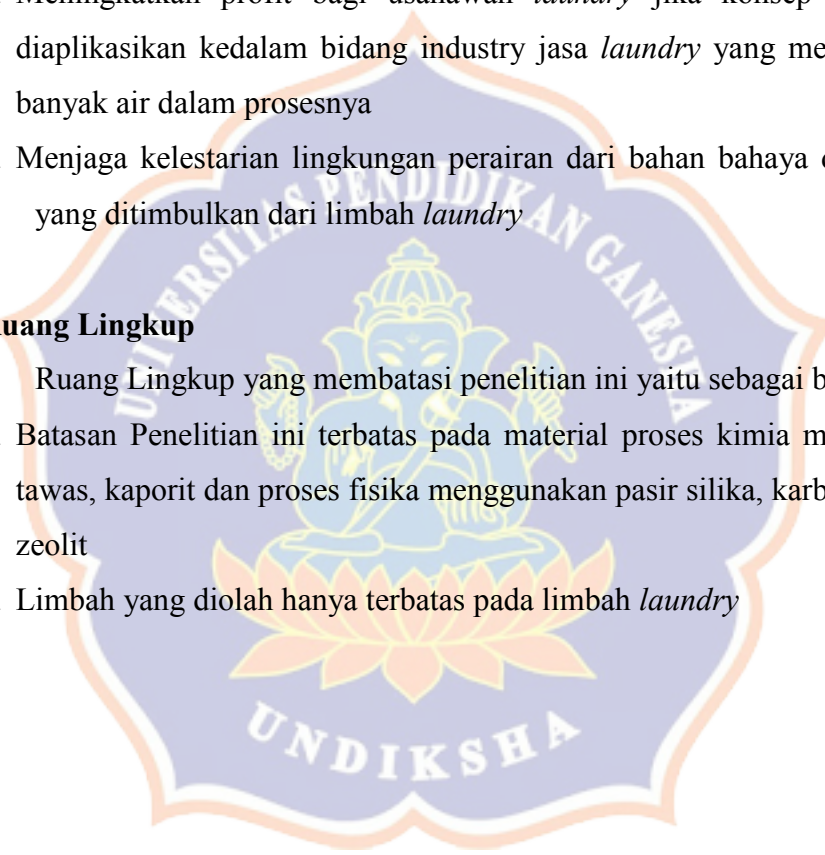 Meningkatkan profit bagi usahawan laundry jika konsep
diaplikasikan kedalam bidang industry jasa laundry yang me
banyak air dalam prosesnya
Menjaga kelestarian lingkungan perairan dari bahan bahaya
yang ditimbulkan dari limbah laundry
uang Lingkup
Ruang Lingkup yang membatasi penelitian ini yaitu sebagai b
Batasan Penelitian ini terbatas pada material proses kimia m
tawas, kaporit dan proses fisika menggunakan pasir silika, karb
zeolit
Limbah yang diolah hanya terbatas pada limbah laundry
UNIVERSITAS PENDIDIKAN GANESHA
UNDIKSHA